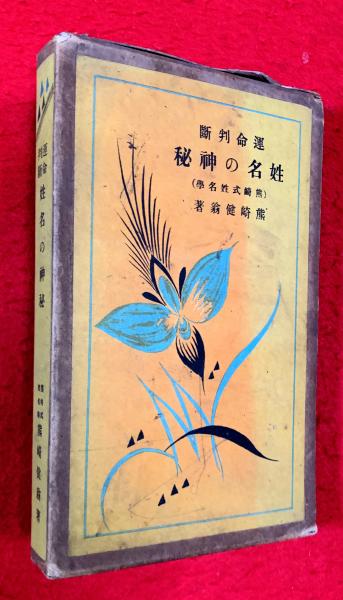 運命判斷
姓名の神秘
(熊崎式姓名學)
熊崎健翁著
運命
判斷
姓名の神秘
熊崎健翁著